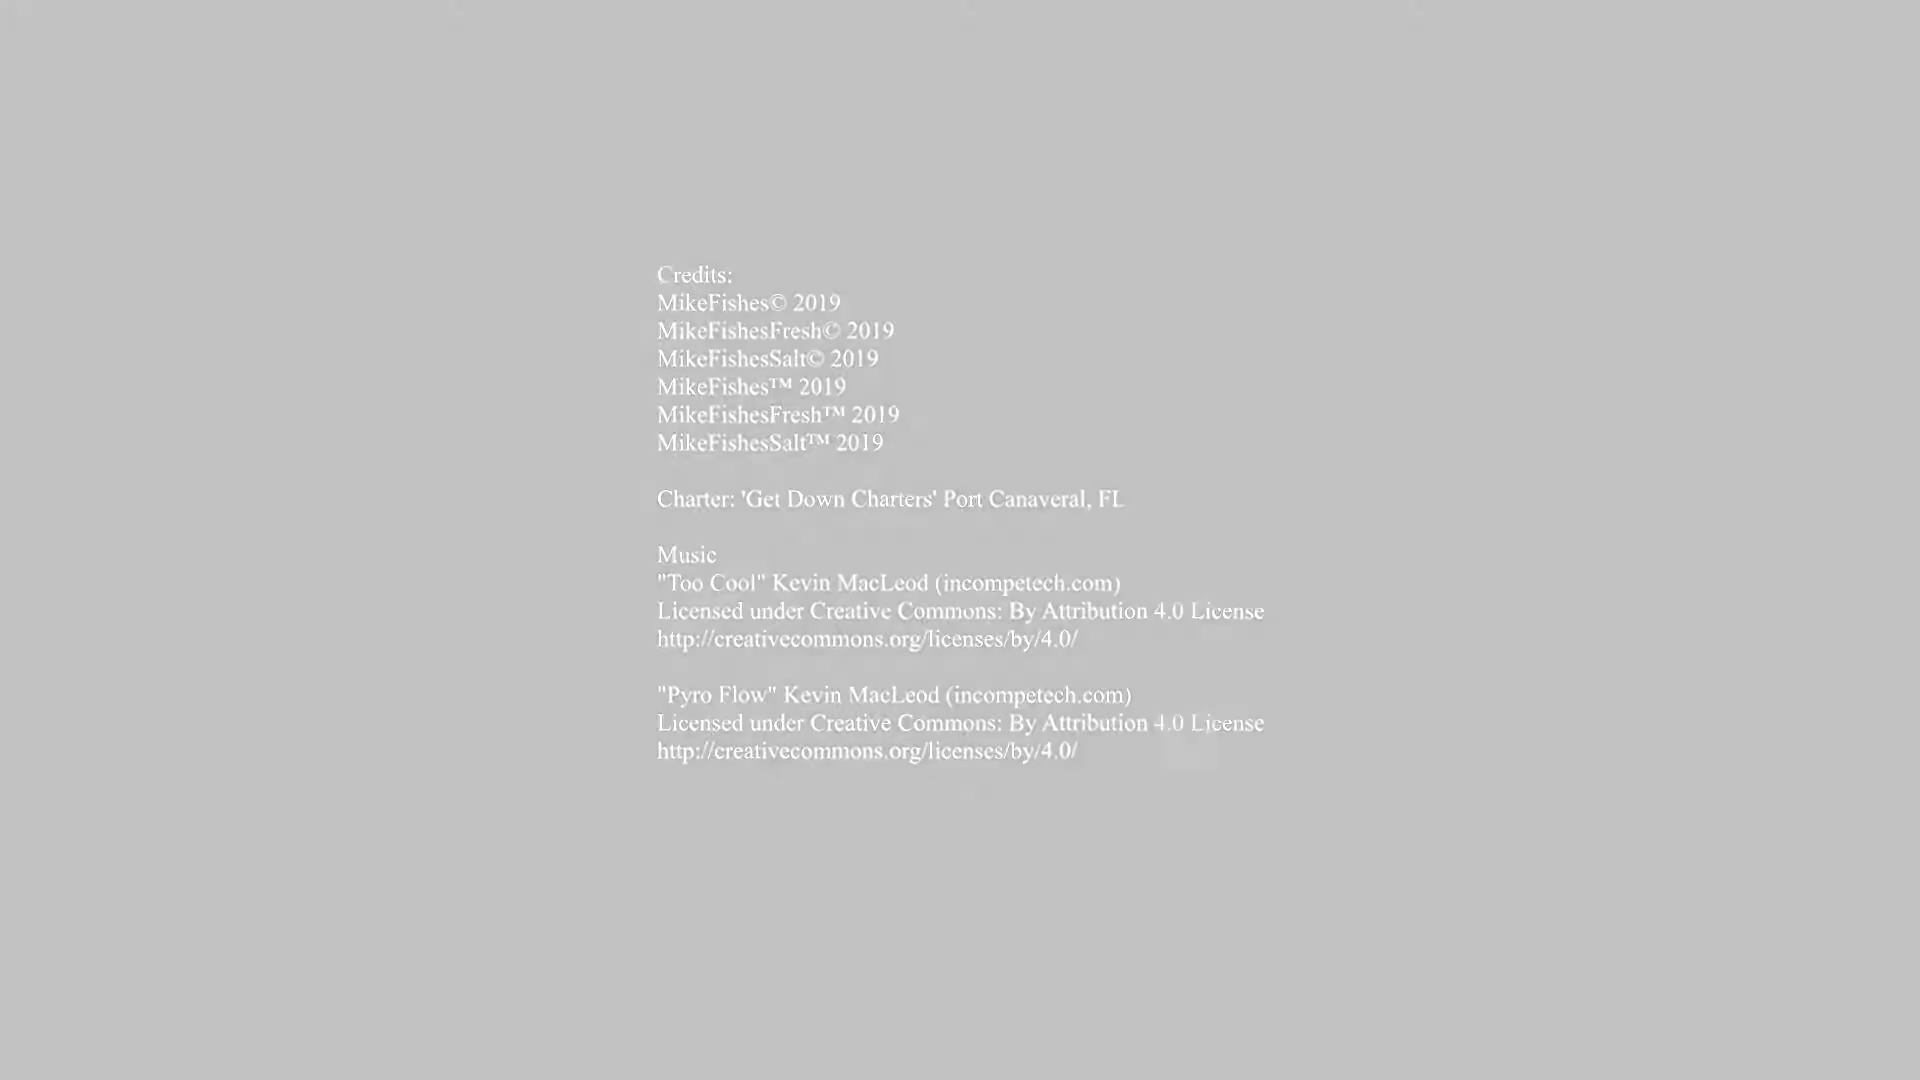 Credits:
MikeFishes© 2019
MikeFishesFresh© 2019
MikeFishesSalt© 2019
MikeFishes™ 2019
MikeFishesFresh™ 2019
MikeFishesSalt™ 2019
Charter: 'Get Down Charters' Port Canaveral, FL
Music
"Too Cool" Kevin MacLeod (incompetech.com)
Licensed under Creative Commons: By Attribution 4.0 License
http://creativecommons.org/licenses/by/4.0/
"Pyro Flow" Kevin MacLeod (incompetech.com)
Licensed under Creative Commons: By Attribution 4.0 License
http://creativecommons.org/licenses/by/4.0/